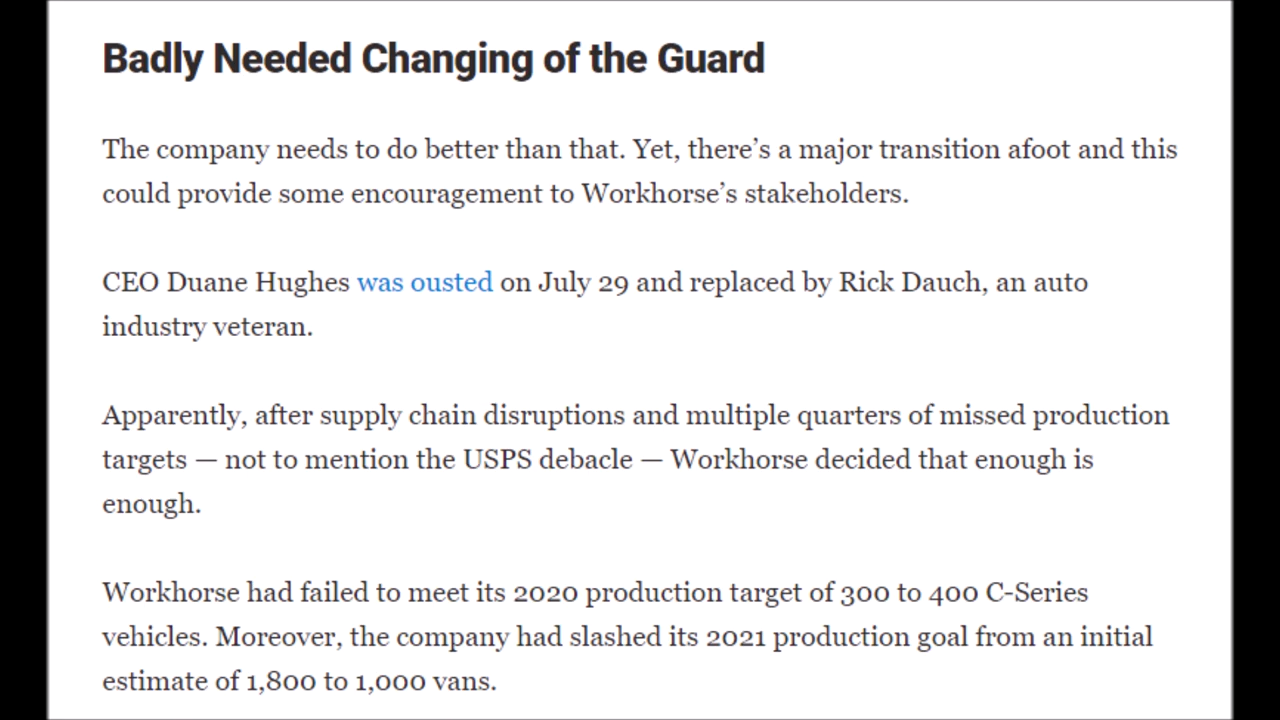 Badly Needed Changing of the Guard
The company needs to do better than that. Yet, there’s a major transition afoot and this
could provide some encouragement to Workhorse’s stakeholders.
CEO Duane Hughes was ousted on July 29 and replaced by Rick Dauch, an auto
industry veteran.
Apparently, after supply chain disruptions and multiple quarters of missed production
targets — not to mention the USPS debacle — Workhorse decided that enough is
enough.
Workhorse had failed to meet its 2020 production target of 300 to 400 C-Series
vehicles. Moreover, the company had slashed its 2021 production goal from an initial
estimate of 1,800 to 1,000 vans.